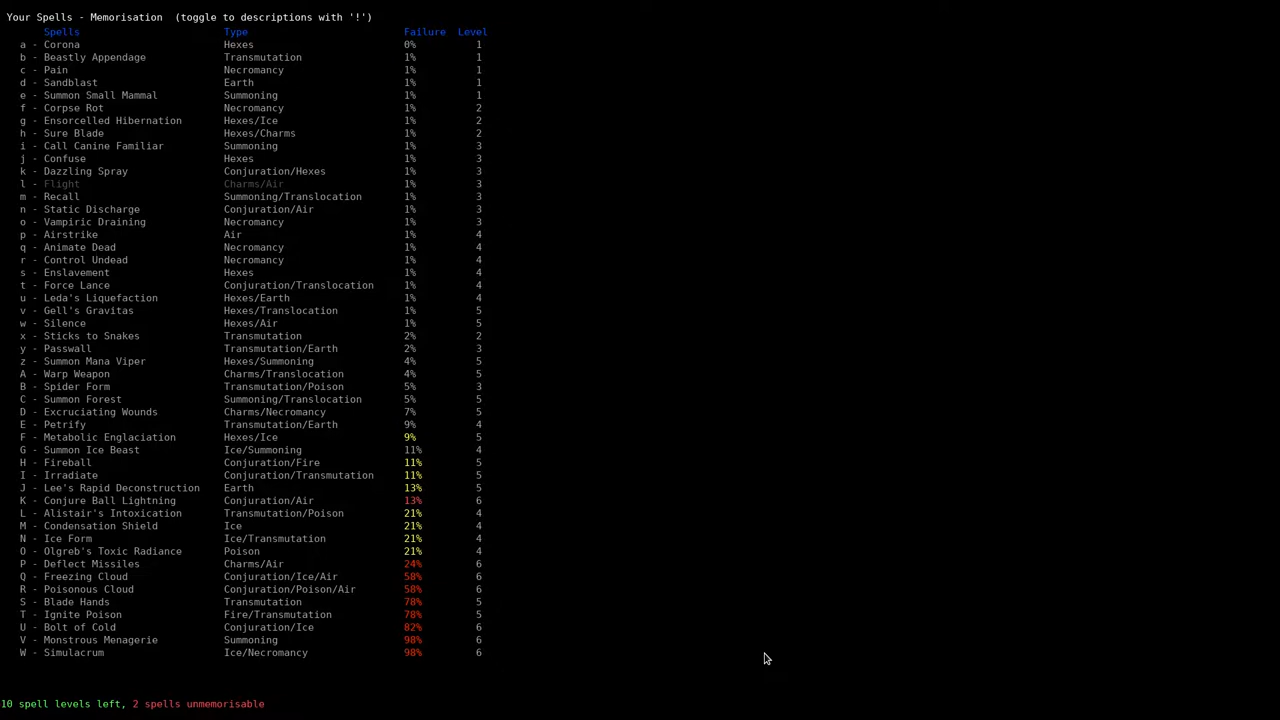 Your Spells - Memorisation  (toggle to descriptions with '!')
Spells Type Failure Level
a - Corona Hexes 0% 1
b - Beastly Appendage Transmutation 1% 1
c - Pain Necromancy 1% 1
d - Sandblast Earth 1% 1
e - Summon Small Mammal Summoning 1% 1
f - Corpse Rot Necromancy 1% 2
g - Ensorcelled Hibernation Hexes/Ice 1% 2
h - Sure Blade Hexes/Charms 1% 2
i - Call Canine Familiar Summoning 1% 3
j - Confuse Hexes 1% 3
k - Dazzling Spray Conjuration/Hexes 1% 3
l - Flight Charms/Air 1% 3
m - Recall Summoning/Translocation 1% 3
n - Static Discharge Conjuration/Air 1% 3
o - Vampiric Draining Necromancy 1% 3
p - Airstrike Air 1% 4
q - Animate Dead Necromancy 1% 4
r - Control Undead Necromancy 1% 4
s - Enslavement Hexes 1% 4
t - Force Lance Conjuration/Translocation 1% 4
u - Leda's Liquefaction Hexes/Earth 1% 4
v - Gell's Gravitas Hexes/Translocation 1% 5
w - Silence Hexes/Air 1% 5
x - Sticks to Snakes Transmutation 2% 2
y - Passwall Transmutation/Earth 2% 3
z - Summon Mana Viper Hexes/Summoning 4% 5
A - Warp Weapon Charms/Translocation 4% 5
B - Spider Form Transmutation/Poison 5% 3
C - Summon Forest Summoning/Translocation 5% 5
D - Excruciating Wounds Charms/Necromancy 7% 5
E - Petrify Transmutation/Earth 9% 4
F - Metabolic Englaciation Hexes/Ice 9% 5
G - Summon Ice Beast Ice/Summoning 11% 4
H - Fireball Conjuration/Fire 11% 5
I - Irradiate Conjuration/Transmutation 11% 5
J - Lee's Rapid Deconstruction Earth 13% 5
K - Conjure Ball Lightning Conjuration/Air 13% 6
L - Alistair's Intoxication Transmutation/Poison 21% 4
M - Condensation Shield Ice 21% 4
N - Ice Form Ice/Transmutation 21% 4
O - Olgreb's Toxic Radiance Poison 21% 4
P - Deflect Missiles Charms/Air 24% 6
Q - Freezing Cloud Conjuration/Ice/Air 58% 6
R - Poisonous Cloud Conjuration/Poison/Air 58% 6
S - Blade Hands Transmutation 78% 5
T - Ignite Poison Fire/Transmutation 78% 5
U - Bolt of Cold Conjuration/Ice 82% 6
V - Monstrous Menagerie Summoning 98% 6
W - Simulacrum Ice/Necromancy 98% 6
10 spell levels left, 2 spells unmemorisable